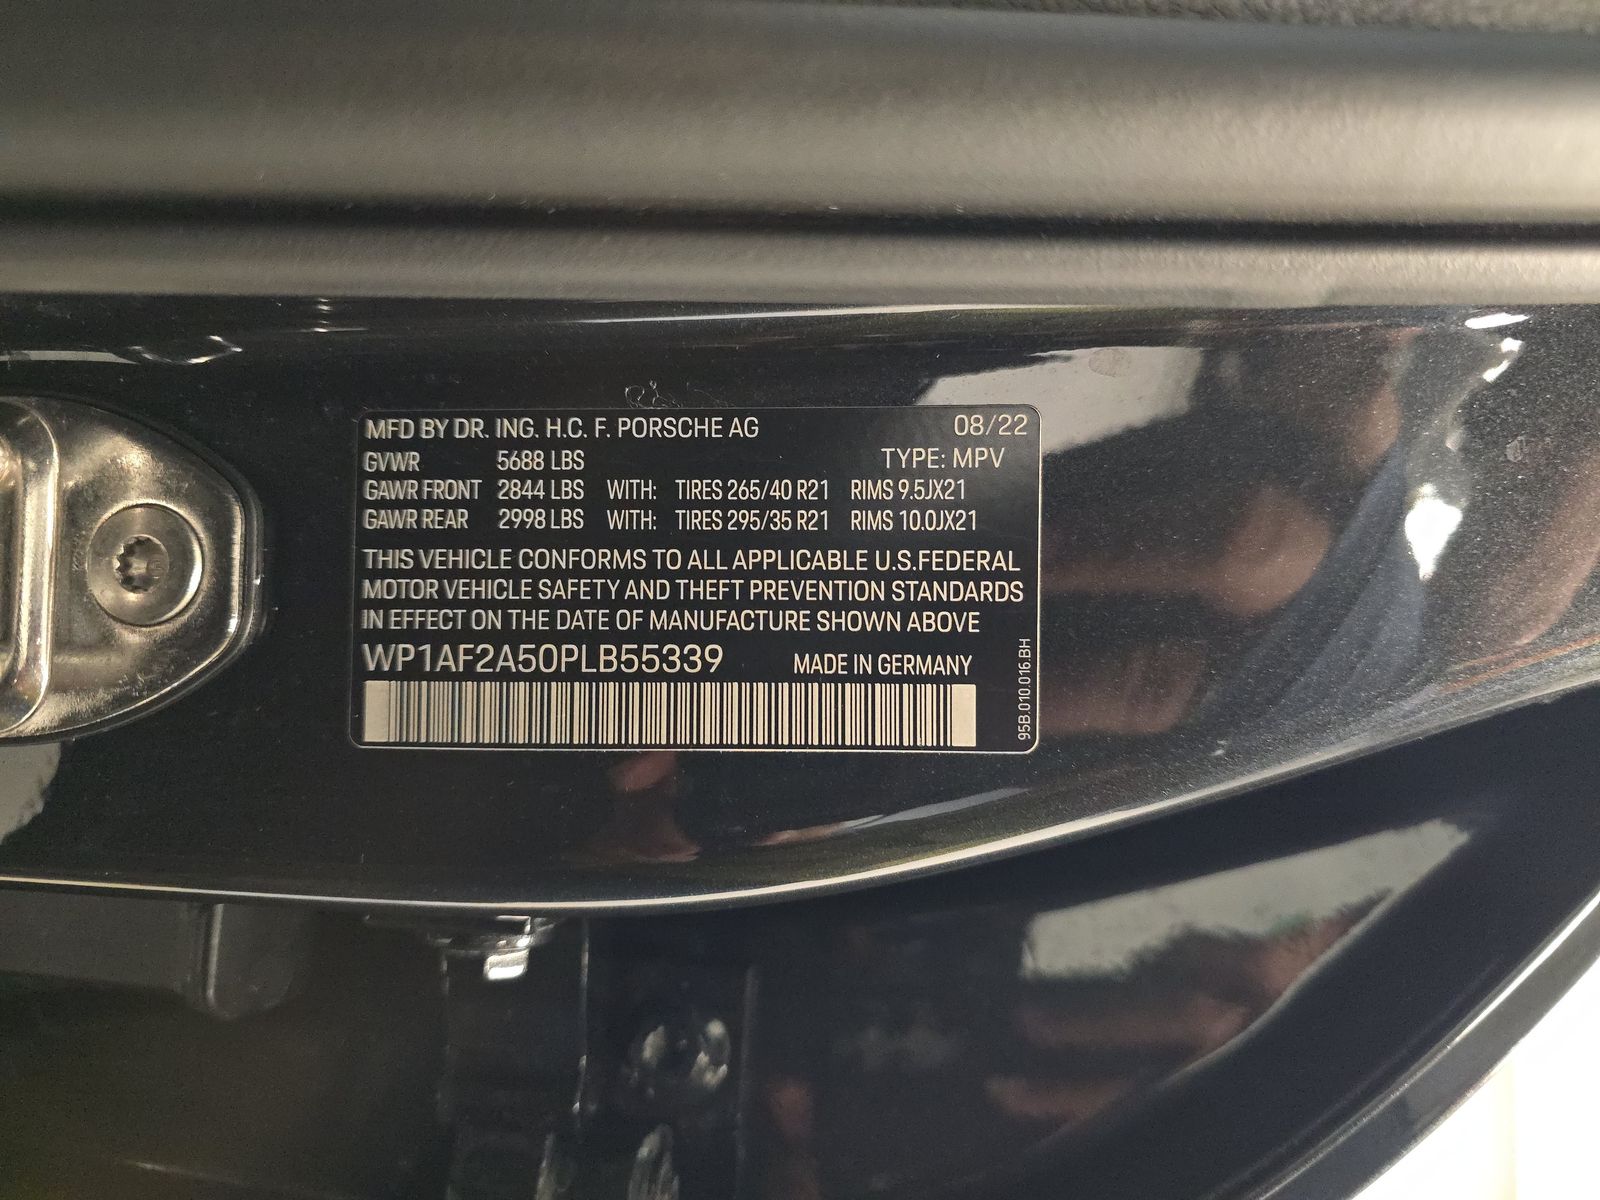 MFD BY DR. ING. H.C. F. PORSCHE AG 08/22
GVWR 5688 LBS TYPE: MPV
GAWR FRONT 2844 LBS WITH: TIRES 265/40 R21 RIMS 9.5JX21
GAWR REAR 2998 LBS WITH: TIRES 295/35 R21 RIMS 10.0JX21
THIS VEHICLE CONFORMS TO ALL APPLICABLE U.S.FEDERAL
MOTOR VEHICLE SAFETY AND THEFT PREVENTION STANDARDS
IN EFFECT ON THE DATE OF MANUFACTURE SHOWN ABOVE
WP1AF2A50PLB55339 MADE IN GERMANY
95B.010.016.BH